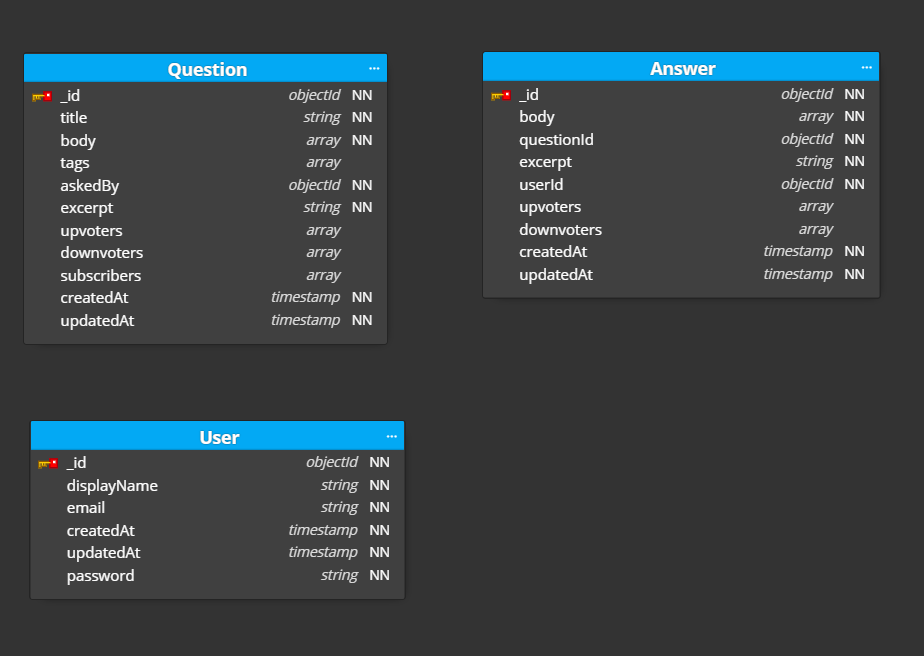 Question ...
_id objectId NN
title string NN
body array NN
tags array
askedBy objectId NN
excerpt string NN
upvoters array
downvoters array
subscribers array
createdAt timestamp NN
updatedAt timestamp NN
Answer ...
_id objectId NN
body array NN
questionId objectId NN
excerpt string NN
userId objectId NN
upvoters array
downvoters array
createdAt timestamp NN
updatedAt timestamp NN
User ...
_id objectId NN
displayName string NN
email string NN
createdAt timestamp NN
updatedAt timestamp NN
password string NN